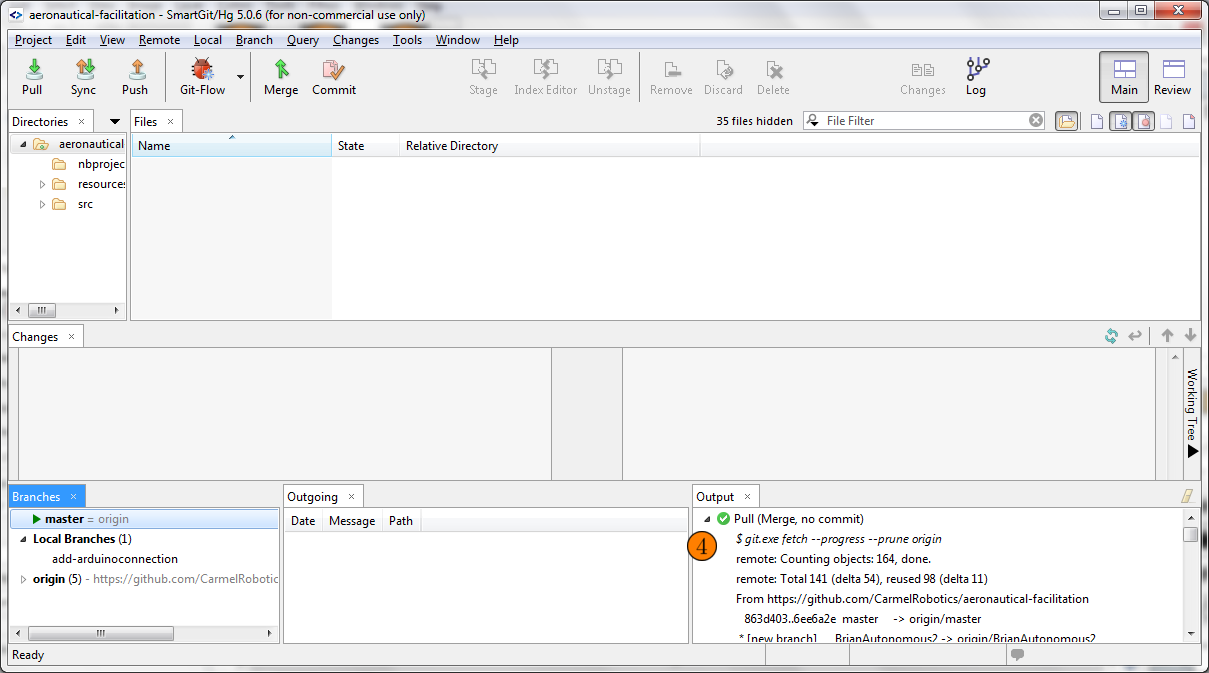 aeronautical-facilitation - SmartGit/Hg 5.0.6 (for non-commercial use only)
Project Edit View Remote Local Branch Query Changes Tools Window Help
Pull Sync Push Git-Flow Merge Commit Stage Index Editor Unstage Remove Discard Delete Changes Log Main Review
Directories Files 35 files hidden File Filter
Name State Relative Directory
aeronautical
nbprojec
resources
src
Changes
Working Tree
Branches Outgoing Output
master = origin
Local Branches (1)
add-arduinoconnection
origin (5) - https://github.com/CarmelRobotic
Date Message Path
Pull (Merge, no commit)
4
$ git.exe fetch --progress --prune origin
remote: Counting objects: 164, done.
remote: Total 141 (delta 54), reused 98 (delta 11)
From https://github.com/CarmelRobotics/aeronautical-facilitation
863d403..6ee6a2e master -> origin/master
* [new branch] BrianAutonomous2 -> origin/BrianAutonomous2
Ready